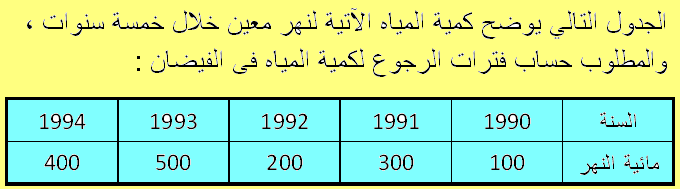 الجدول التالي يوضح كمية المياه الآتية لنهر معين خلال خمسة سنوات ،
والمطلوب حساب فترات الرجوع لكمية المياه فى الفيضان :
السنة 1990 1991 1992 1993 1994
مائية النهر 100 300 200 500 400